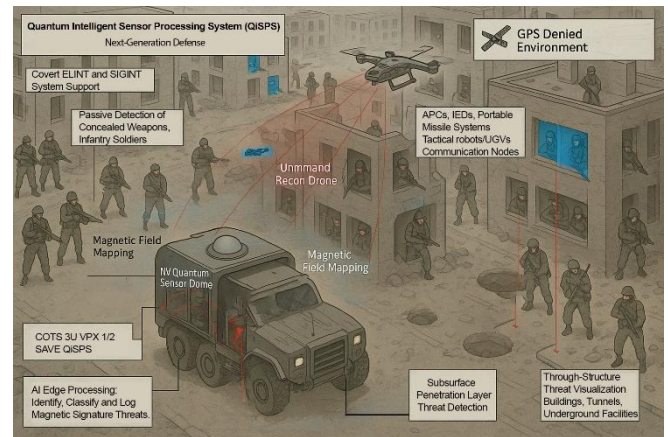 Quantum Intelligent Sensor Processing System (QiSPS)
Next-Generation Defense
GPS Denied
Environment
Covert ELINT and SIGINT
System Support
Passive Detection of
Concealed Weapons,
Infantry Soldiers
APCs, IEDs, Portable
Missile Systems
Tactical robots/UGVs
Communication Nodes
Unmmand
Recon Drone
Magnetic Field
Mapping
Magnetic
Field Mapping
NV Quantum
Sensor Dome
COTS 3U VPX 1/2
SAVE QiSPS
AI Edge Processing:
Identify, Classify and Log
Magnetic Signature Threats.
Subsurface
Penetration Layer
Threat Detection
Through-Structure
Threat Visualization
Buildings, Tunnels,
Underground Facilities